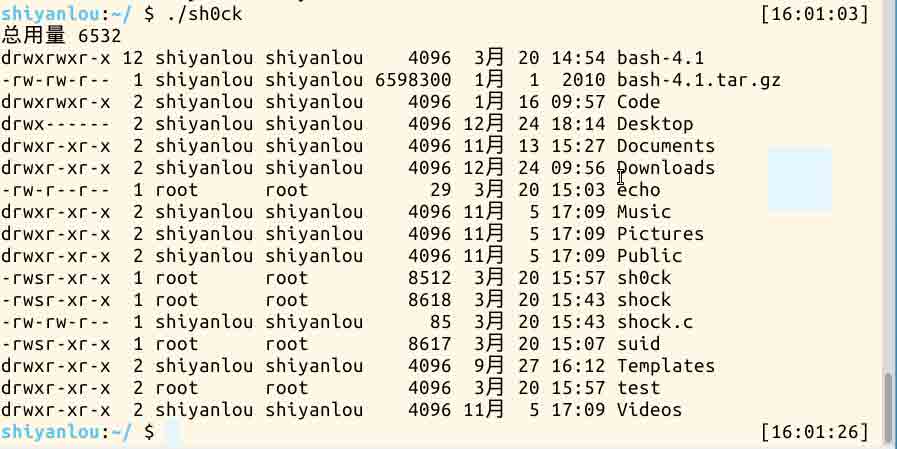 shiyanlou:~/ $ ./sh0ck [16:01:03]
总用量 6532
drwxrwxr-x 12 shiyanlou shiyanlou 4096 3月 20 14:54 bash-4.1
-rw-rw-r-- 1 shiyanlou shiyanlou 6598300 1月 1 2010 bash-4.1.tar.gz
drwxrwxr-x 2 shiyanlou shiyanlou 4096 1月 16 09:57 Code
drwx------ 2 shiyanlou shiyanlou 4096 12月 24 18:14 Desktop
drwxr-xr-x 2 shiyanlou shiyanlou 4096 11月 13 15:27 Documents
drwxr-xr-x 2 shiyanlou shiyanlou 4096 12月 24 09:56 Downloads
-rw-r--r-- 1 root root 29 3月 20 15:03 echo
drwxr-xr-x 2 shiyanlou shiyanlou 4096 11月 5 17:09 Music
drwxr-xr-x 2 shiyanlou shiyanlou 4096 11月 5 17:09 Pictures
drwxr-xr-x 2 shiyanlou shiyanlou 4096 11月 5 17:09 Public
-rwsr-xr-x 1 root root 8512 3月 20 15:57 sh0ck
-rwsr-xr-x 1 root root 8618 3月 20 15:43 shock
-rw-rw-r-- 1 shiyanlou shiyanlou 85 3月 20 15:43 shock.c
-rwsr-xr-x 1 root root 8617 3月 20 15:07 suid
drwxr-xr-x 2 shiyanlou shiyanlou 4096 9月 27 16:12 Templates
drwxr-xr-x 2 root root 4096 3月 20 15:57 test
drwxr-xr-x 2 shiyanlou shiyanlou 4096 11月 5 17:09 Videos
shiyanlou:~/ $ [16:01:26]